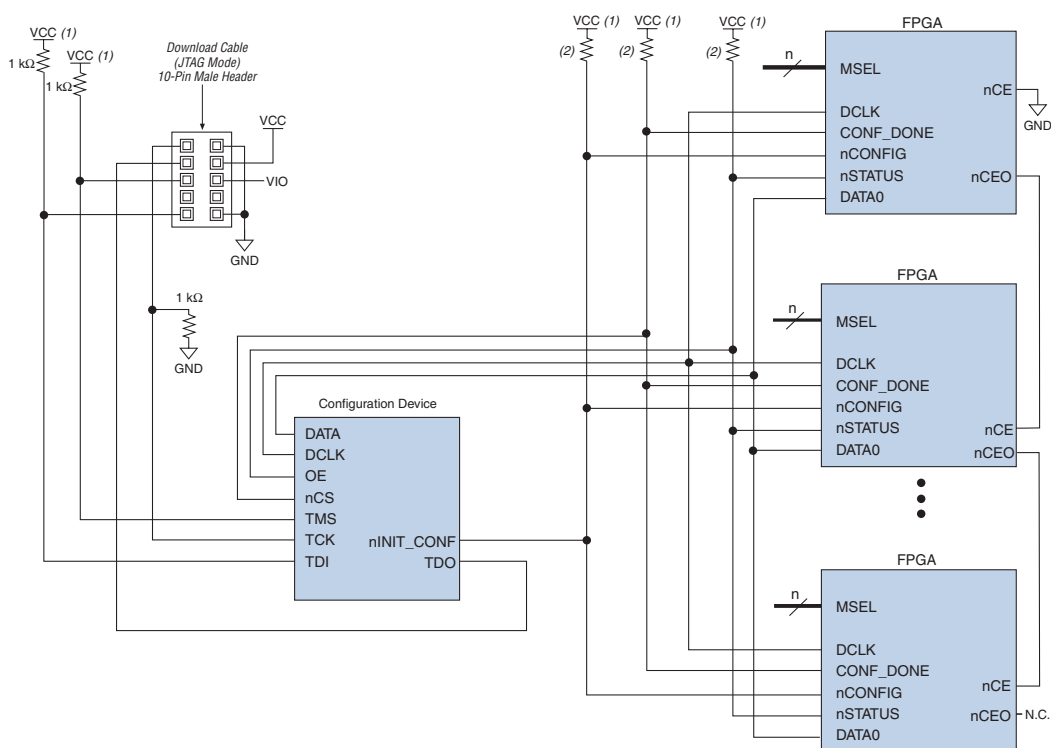 VCC (1)
1 kΩ
VCC (1)
1 kΩ
Download Cable
(JTAG Mode)
10-Pin Male Header
VCC
VIO
GND
1 kΩ
GND
Configuration Device
DATA
DCLK
OE
nCS
TMS
TCK
TDI
nINIT_CONF
TDO
VCC (1)
(2)
VCC (1)
(2)
VCC (1)
(2)
FPGA
n
MSEL
DCLK
CONF_DONE
nCONFIG
nSTATUS
DATA0
nCE
GND
nCEO
FPGA
n
MSEL
DCLK
CONF_DONE
nCONFIG
nSTATUS
DATA0
nCE
nCEO
FPGA
n
MSEL
DCLK
CONF_DONE
nCONFIG
nSTATUS
DATA0
nCE
nCEO
N.C.